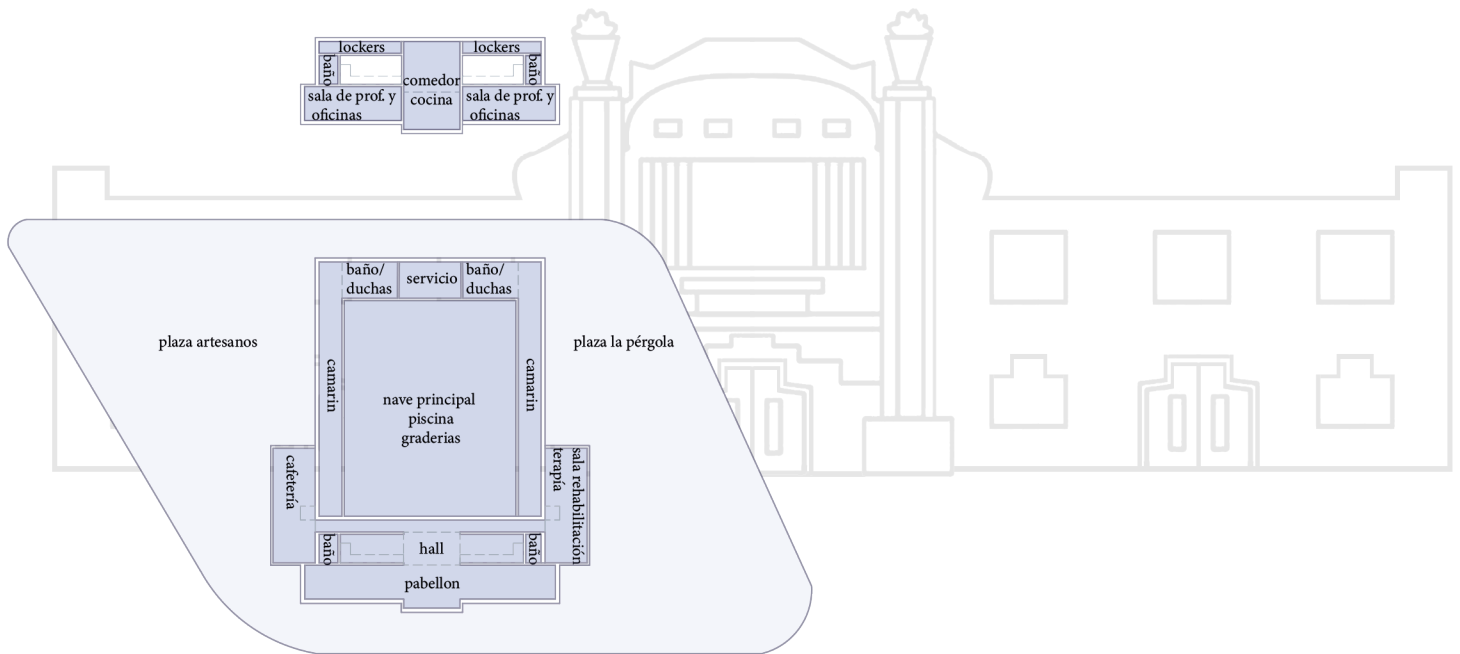 lockers
lockers
baño
baño
comedor
cocina
sala de prof. y
oficinas
sala de prof. y
oficinas
baño/
duchas
servicio
baño/
duchas
plaza artesanos
plaza la pérgola
camarin
camarin
nave principal
piscina
graderias
cafetería
sala rehabilitación
terapía
baño
hall
baño
pabellon